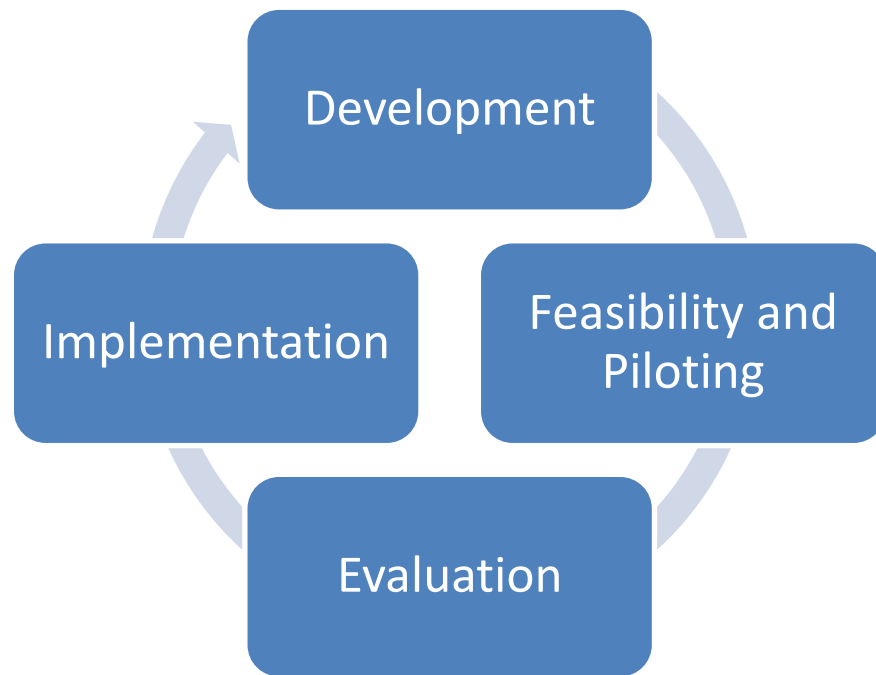 Development
Implementation
Feasibility and
Piloting
Evaluation